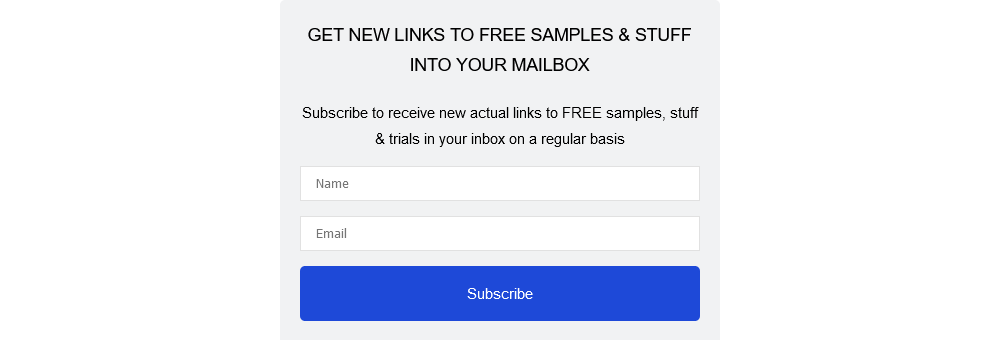 GET NEW LINKS TO FREE SAMPLES & STUFF
INTO YOUR MAILBOX
Subscribe to receive new actual links to FREE samples, stuff
& trials in your inbox on a regular basis
Name
Email
Subscribe